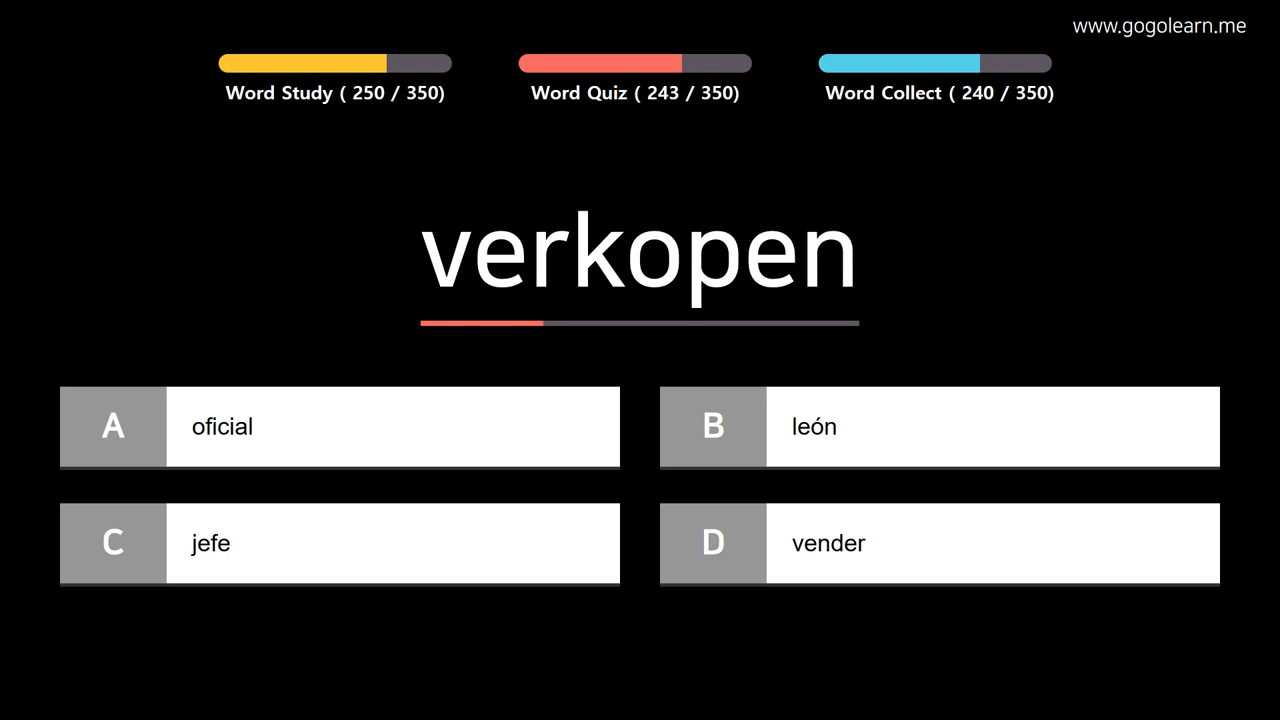 www.gogolearn.me
Word Study ( 250 / 350)
Word Quiz ( 243 / 350)
Word Collect ( 240 / 350)
verkopen
A oficial
B león
C jefe
D vender